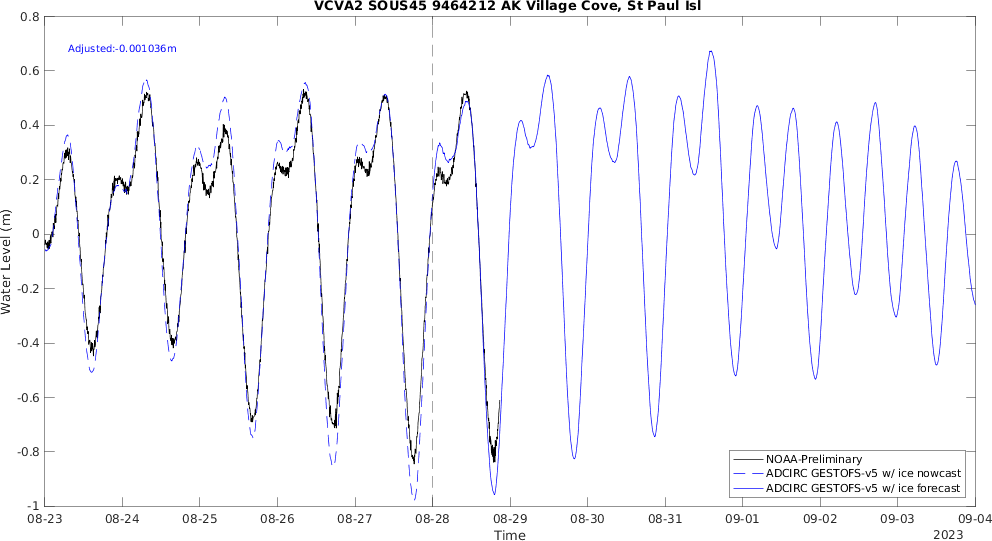 VCVA2 SOUS45 9464212 AK Village Cove, St Paul Isl
Adjusted:-0.001036m
Water Level (m)
0.8
0.6
0.4
0.2
0
-0.2
-0.4
-0.6
-0.8
-1
NOAA-Preliminary
ADCIRC GESTOFS-v5 w/ ice nowcast
ADCIRC GESTOFS-v5 w/ ice forecast
08-23 08-24 08-25 08-26 08-27 08-28 08-29 08-30 08-31 09-01 09-02 09-03 09-04
Time
2023